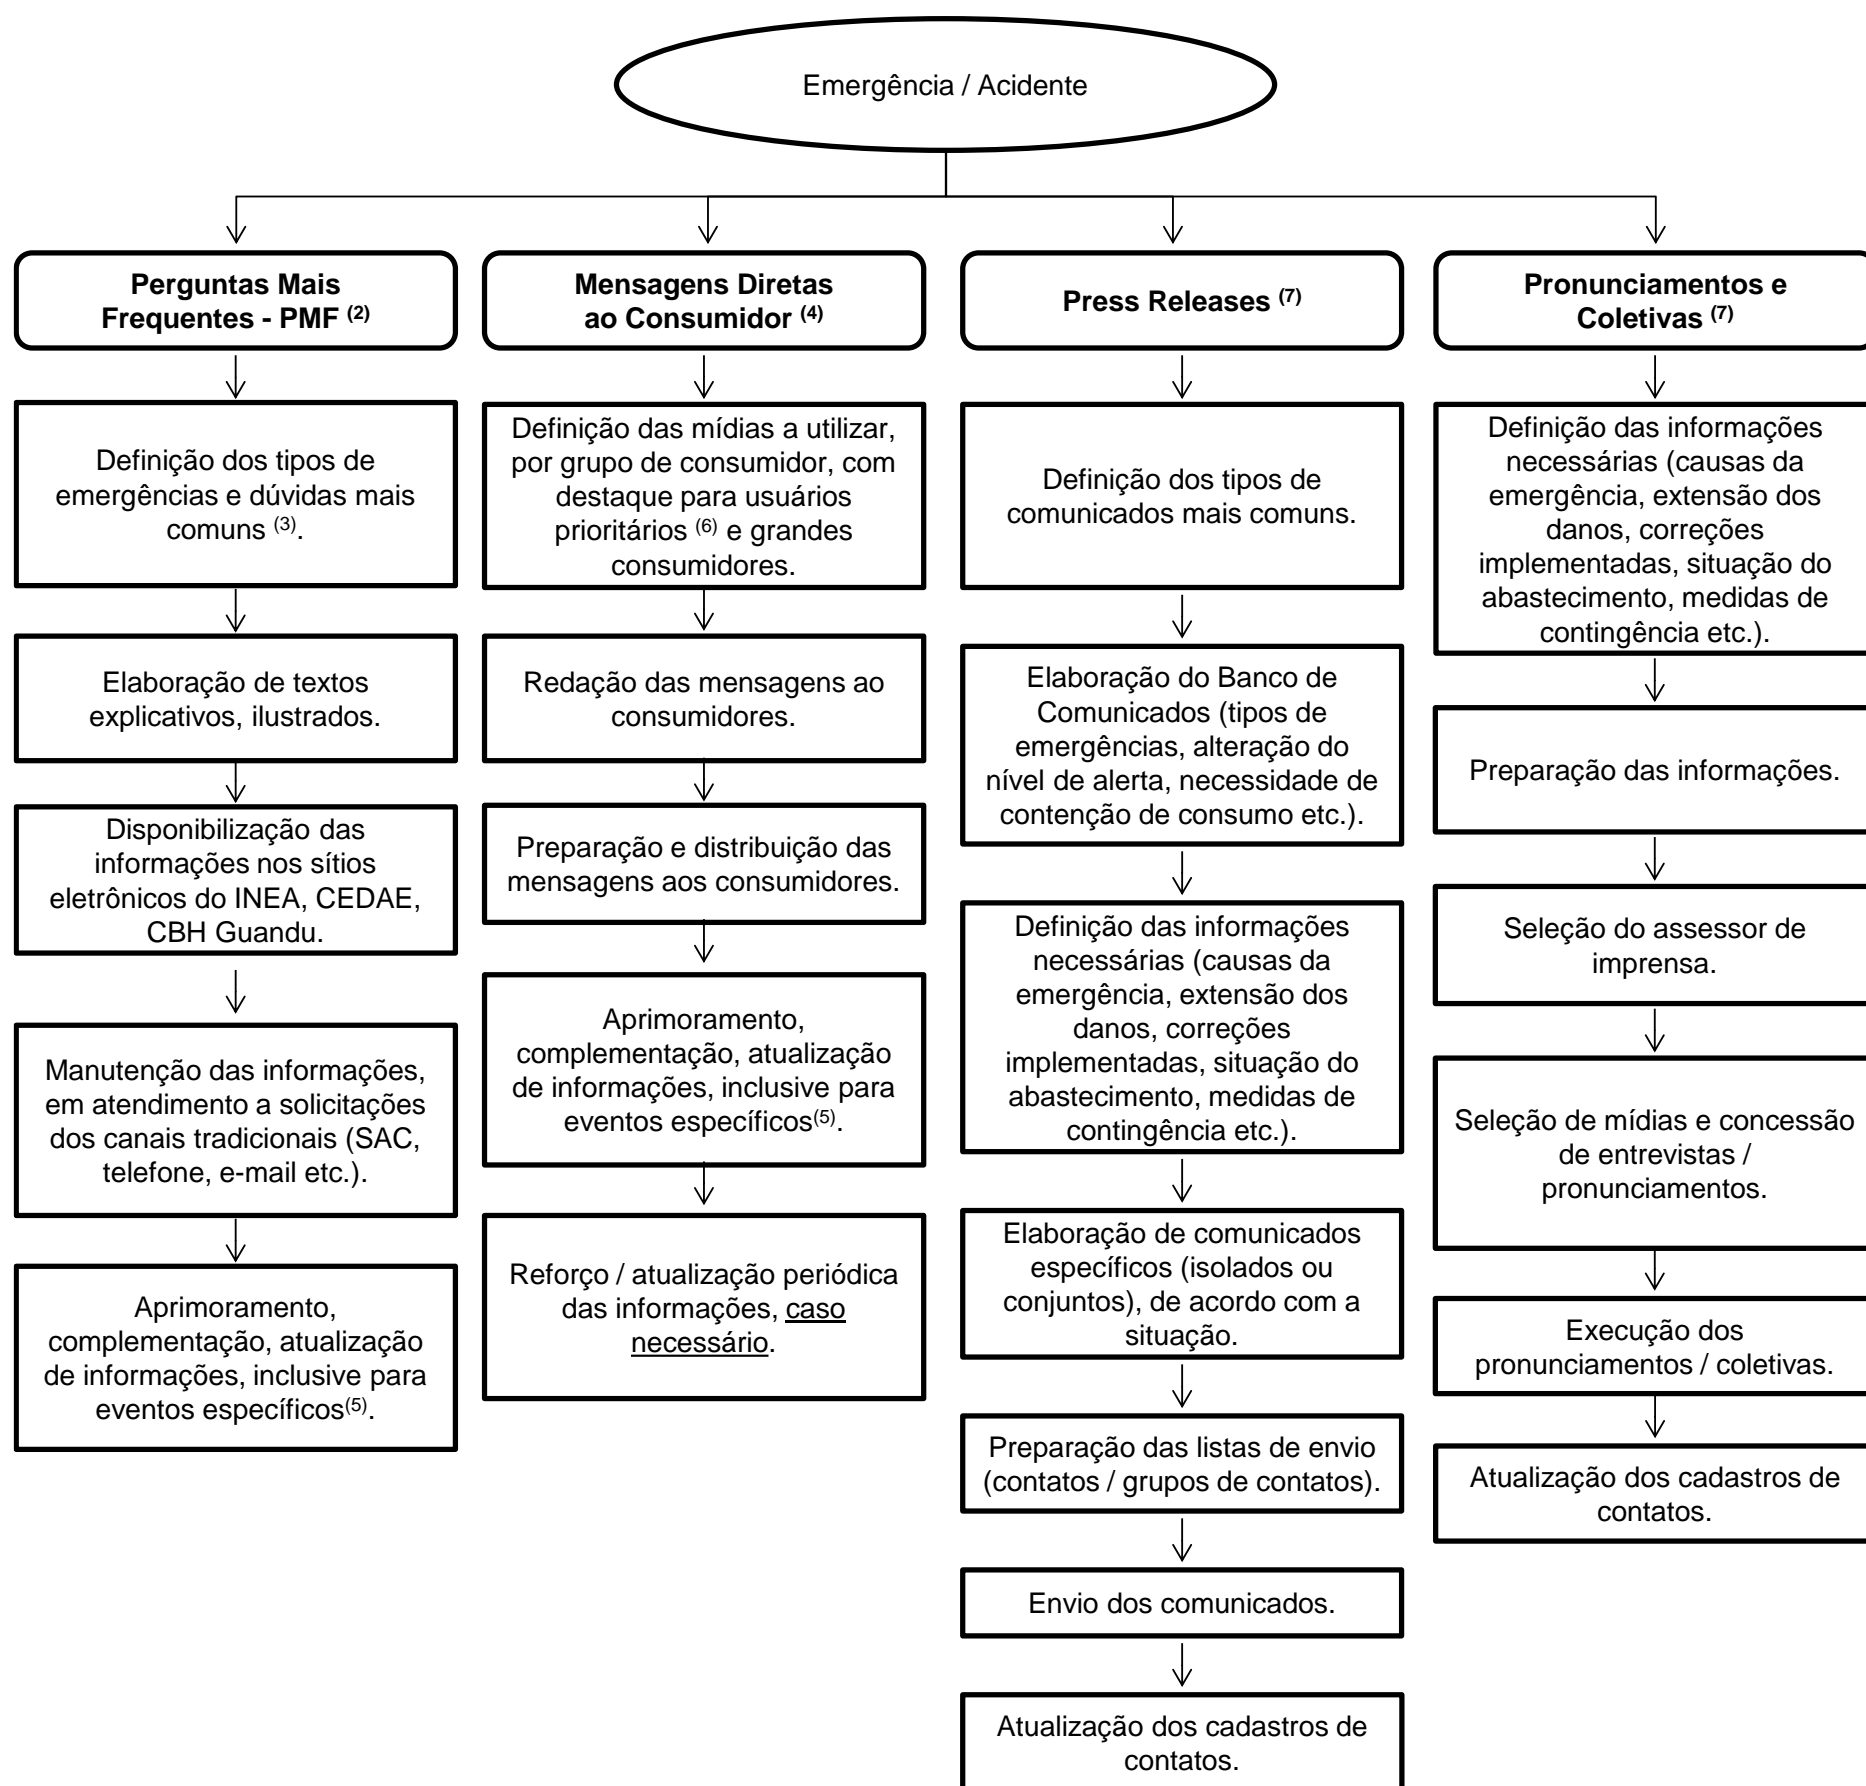 Emergência / Acidente
Perguntas Mais
Frequentes - PMF (2)
Definição dos tipos de
emergências e dúvidas mais
comuns (3).
Elaboração de textos
explicativos, ilustrados.
Disponibilização das
informações nos sítios
eletrônicos do INEA, CEDAE,
CBH Guandu.
Manutenção das informações,
em atendimento a solicitações
dos canais tradicionais (SAC,
telefone, e-mail etc.).
Aprimoramento,
complementação, atualização
de informações, inclusive para
eventos específicos(5).
Mensagens Diretas
ao Consumidor (4)
Definição das mídias a utilizar,
por grupo de consumidor, com
destaque para usuários
prioritários (6) e grandes
consumidores.
Redação das mensagens ao
consumidores.
Preparação e distribuição das
mensagens aos consumidores.
Aprimoramento,
complementação, atualização
de informações, inclusive para
eventos específicos(5).
Reforço / atualização periódica
das informações, caso
necessário.
Press Releases (7)
Definição dos tipos de
comunicados mais comuns.
Elaboração do Banco de
Comunicados (tipos de
emergências, alteração do
nível de alerta, necessidade de
contenção de consumo etc.).
Definição das informações
necessárias (causas da
emergência, extensão dos
danos, correções
implementadas, situação do
abastecimento, medidas de
contingência etc.).
Elaboração de comunicados
específicos (isolados ou
conjuntos), de acordo com a
situação.
Preparação das listas de envio
(contatos / grupos de contatos).
Envio dos comunicados.
Atualização dos cadastros de
contatos.
Pronunciamentos e
Coletivas (7)
Definição das informações
necessárias (causas da
emergência, extensão dos
danos, correções
implementadas, situação do
abastecimento, medidas de
contingência etc.).
Preparação das informações.
Seleção do assessor de
imprensa.
Seleção de mídias e concessão
de entrevistas /
pronunciamentos.
Execução dos
pronunciamentos / coletivas.
Atualização dos cadastros de
contatos.